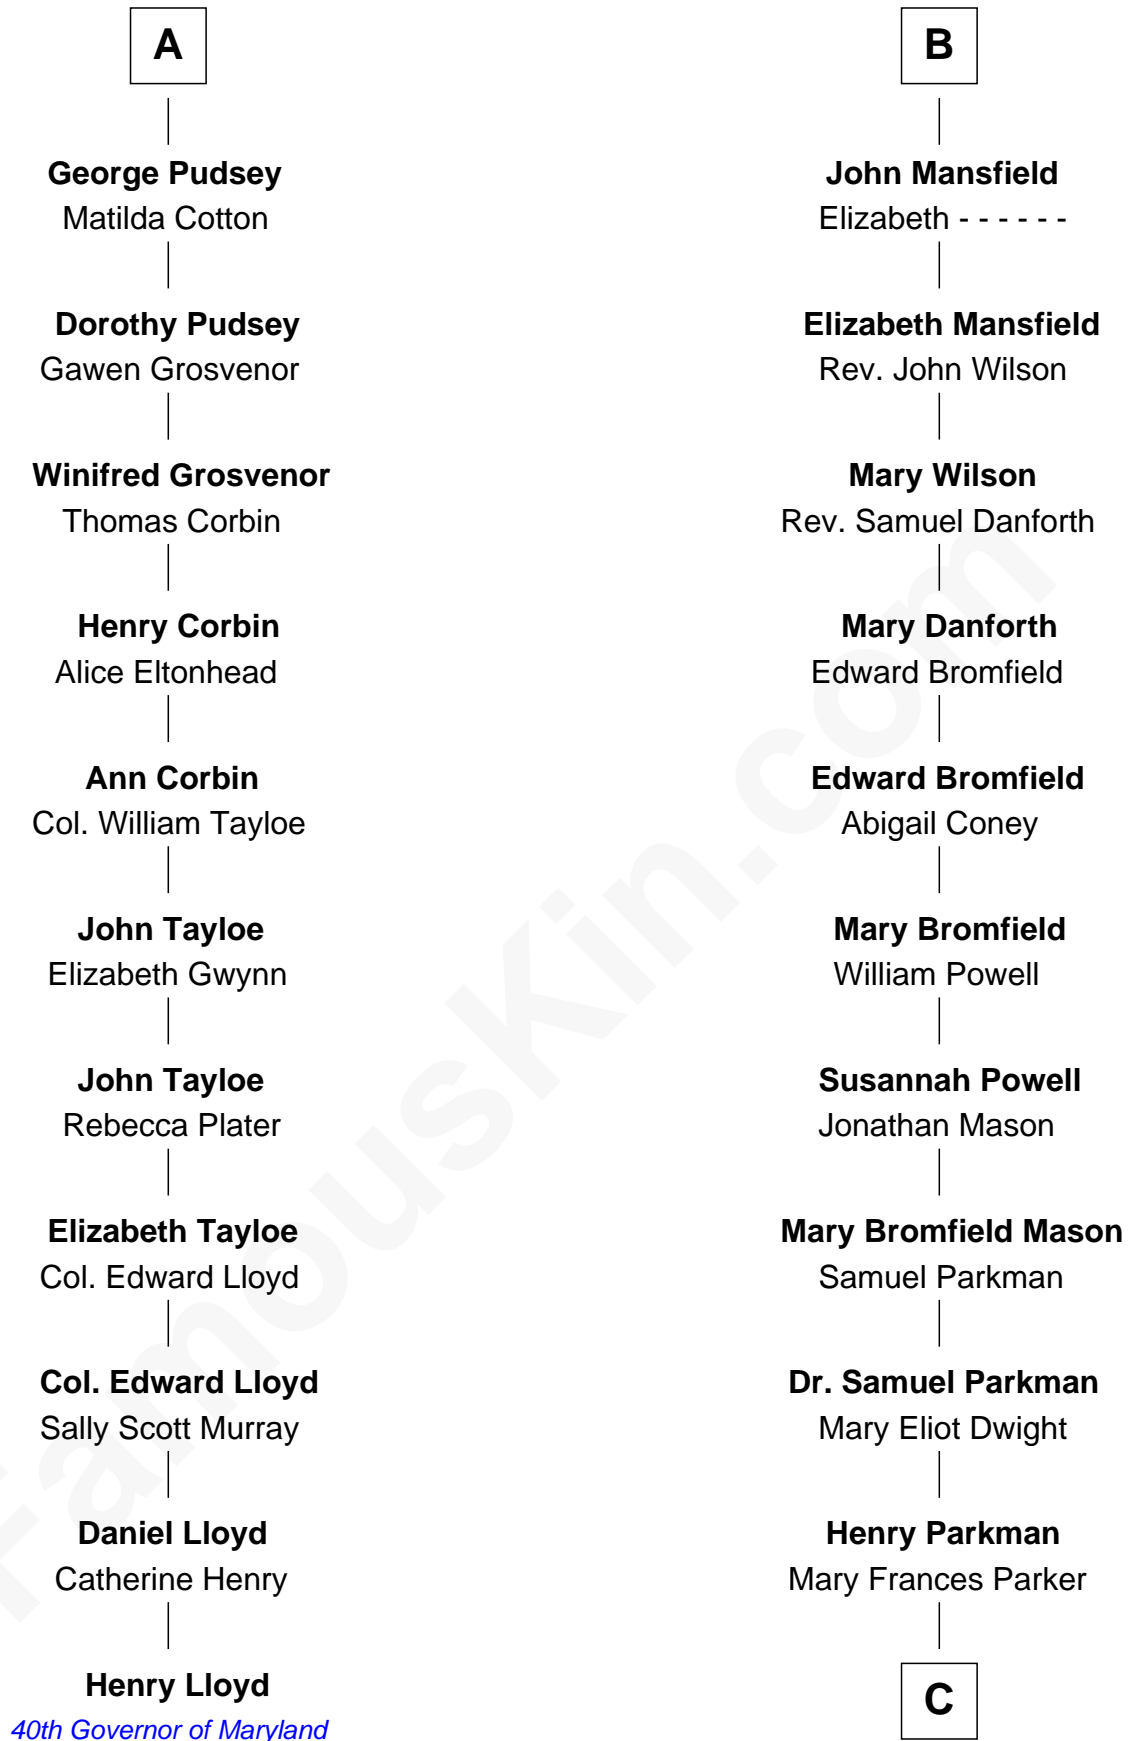 A
George Pudsey
Matilda Cotton
Dorothy Pudsey
Gawen Grosvenor
Winifred Grosvenor
Thomas Corbin
Henry Corbin
Alice Eltonhead
Ann Corbin
Col. William Tayloe
John Tayloe
Elizabeth Gwynn
John Tayloe
Rebecca Plater
Elizabeth Tayloe
Col. Edward Lloyd
Col. Edward Lloyd
Sally Scott Murray
Daniel Lloyd
Catherine Henry
Henry Lloyd
40th Governor of Maryland
B
John Mansfield
Elizabeth - - - - - -
Elizabeth Mansfield
Rev. John Wilson
Mary Wilson
Rev. Samuel Danforth
Mary Danforth
Edward Bromfield
Edward Bromfield
Abigail Coney
Mary Bromfield
William Powell
Susannah Powell
Jonathan Mason
Mary Bromfield Mason
Samuel Parkman
Dr. Samuel Parkman
Mary Eliot Dwight
Henry Parkman
Mary Frances Parker
C
FamousKin.com